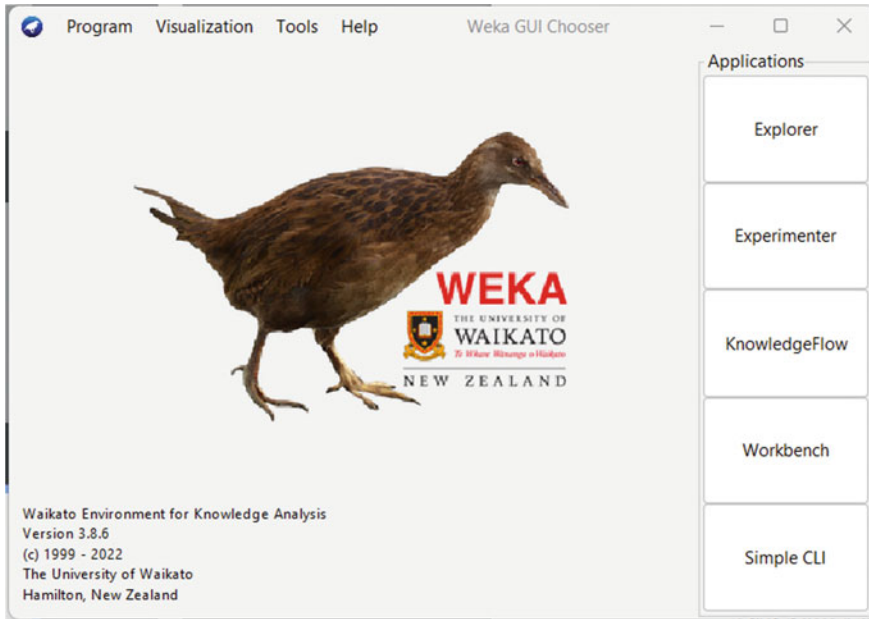 Program Visualization Tools Help Weka GUI Chooser
Applications
Explorer
Experimenter
KnowledgeFlow
Workbench
Simple CLI
WEKA
THE UNIVERSITY OF
WAIKATO
Te Whare Wānanga o Waikato
NEW ZEALAND
Waikato Environment for Knowledge Analysis
Version 3.8.6
(c) 1999 - 2022
The University of Waikato
Hamilton, New Zealand